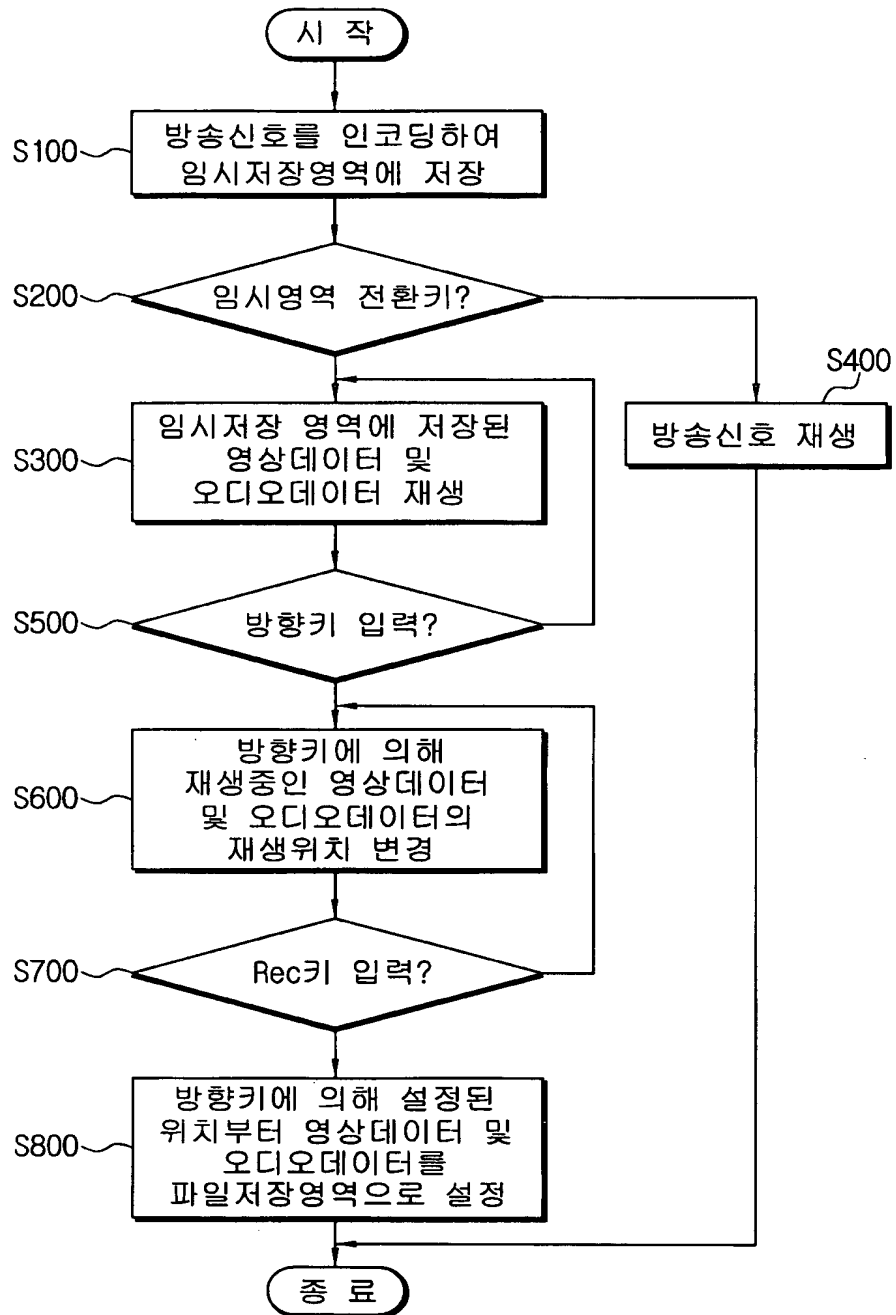 시 작
S100
방송신호를 인코딩하여
임시저장영역에 저장
S200
임시영역 전환키?
S400
방송신호 재생
S300
임시저장 영역에 저장된
영상데이터 및
오디오데이터 재생
S500
방향키 입력?
S600
방향키에 의해
재생중인 영상데이터
및 오디오데이터의
재생위치 변경
S700
Rec키 입력?
S800
방향키에 의해 설정된
위치부터 영상데이터 및
오디오데이터를
파일저장영역으로 설정
종 료